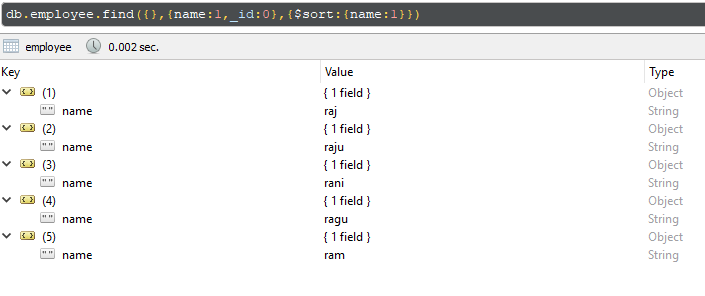 db.employee.find({},{name:1,_id:0},{$sort:{name:1}})
employee 0.002 sec.
Key Value Type
(1) { 1 field } Object
" " name raj String
(2) { 1 field } Object
" " name raju String
(3) { 1 field } Object
" " name rani String
(4) { 1 field } Object
" " name ragu String
(5) { 1 field } Object
" " name ram String